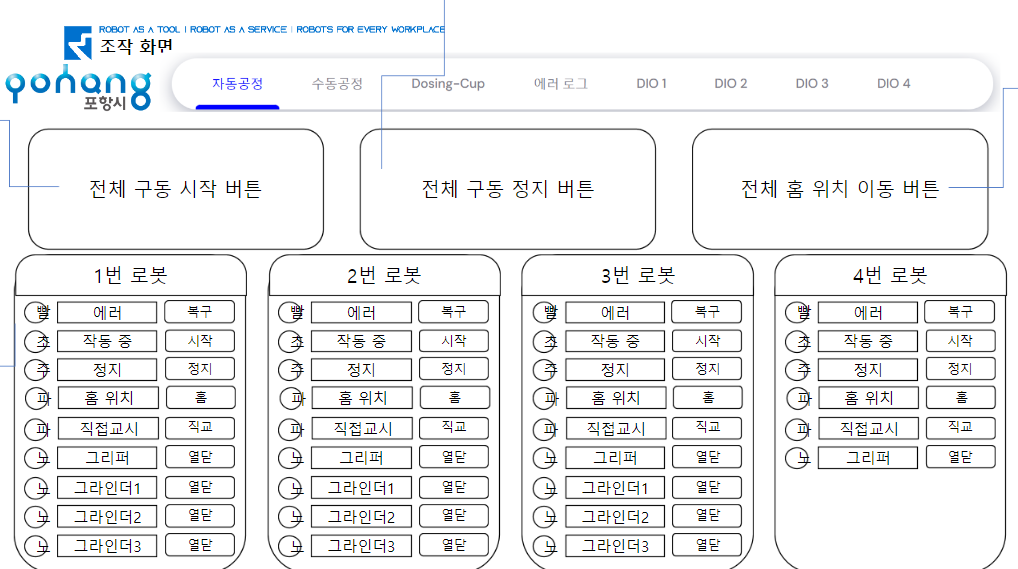 ROBOT AS A TOOL | ROBOT AS A SERVICE | ROBOTS FOR EVERY WORKPLACE
조작 화면
pohang
포항시
자동공정 수동공정 Dosing-Cup 에러 로그 DIO 1 DIO 2 DIO 3 DIO 4
전체 구동 시작 버튼 전체 구동 정지 버튼 전체 홈 위치 이동 버튼
1번 로봇 2번 로봇 3번 로봇 4번 로봇
빨 에러 복구 빨 에러 복구 빨 에러 복구 빨 에러 복구
초 작동 중 시작 초 작동 중 시작 초 작동 중 시작 초 작동 중 시작
주 정지 정지 주 정지 정지 주 정지 정지 주 정지 정지
파 홈 위치 홈 파 홈 위치 홈 파 홈 위치 홈 파 홈 위치 홈
파 직접교시 직교 파 직접교시 직교 파 직접교시 직교 파 직접교시 직교
노 그리퍼 열닫 노 그리퍼 열닫 노 그리퍼 열닫 노 그리퍼 열닫
노 그라인더1 열닫 노 그라인더1 열닫 노 그라인더1 열닫
노 그라인더2 열닫 노 그라인더2 열닫 노 그라인더2 열닫
노 그라인더3 열닫 노 그라인더3 열닫 노 그라인더3 열닫